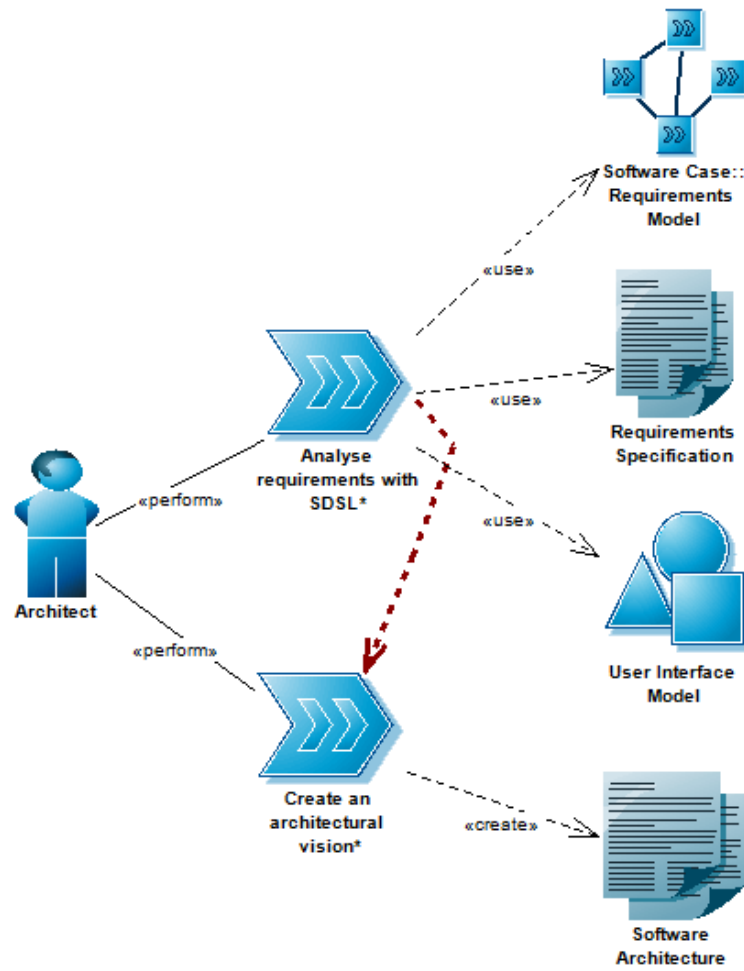 Software Case::
Requirements
Model
«use»
Requirements
Specification
«use»
Analyse
requirements with
SDSL*
«perform»
«use»
Architect
«perform»
User Interface
Model
Create an
architectural
vision*
«create»
Software
Architecture